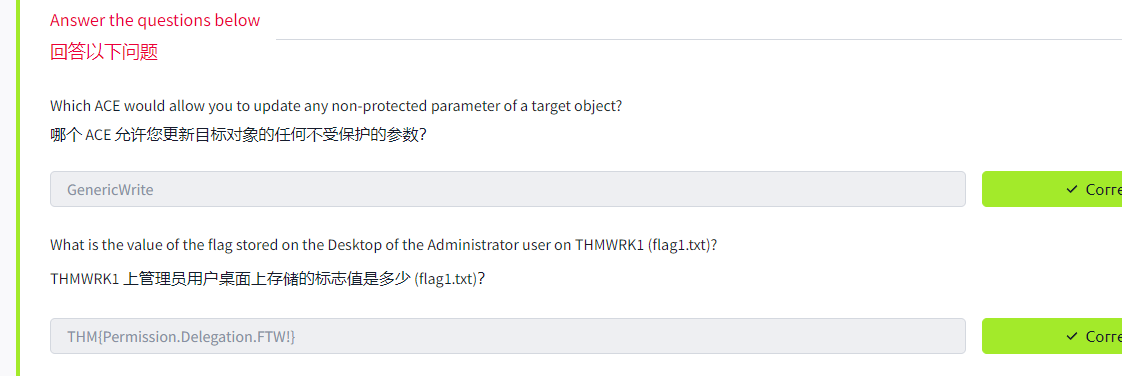 Answer the questions below
回答以下问题
Which ACE would allow you to update any non-protected parameter of a target object?
哪个 ACE 允许您更新目标对象的任何不受保护的参数?
GenericWrite
✓ Corre
What is the value of the flag stored on the Desktop of the Administrator user on THMWRK1 (flag1.txt)?
THMWRK1 上管理员用户桌面上存储的标志值是多少 (flag1.txt)?
THM{Permission.Delegation.FTW!}
✓ Corre